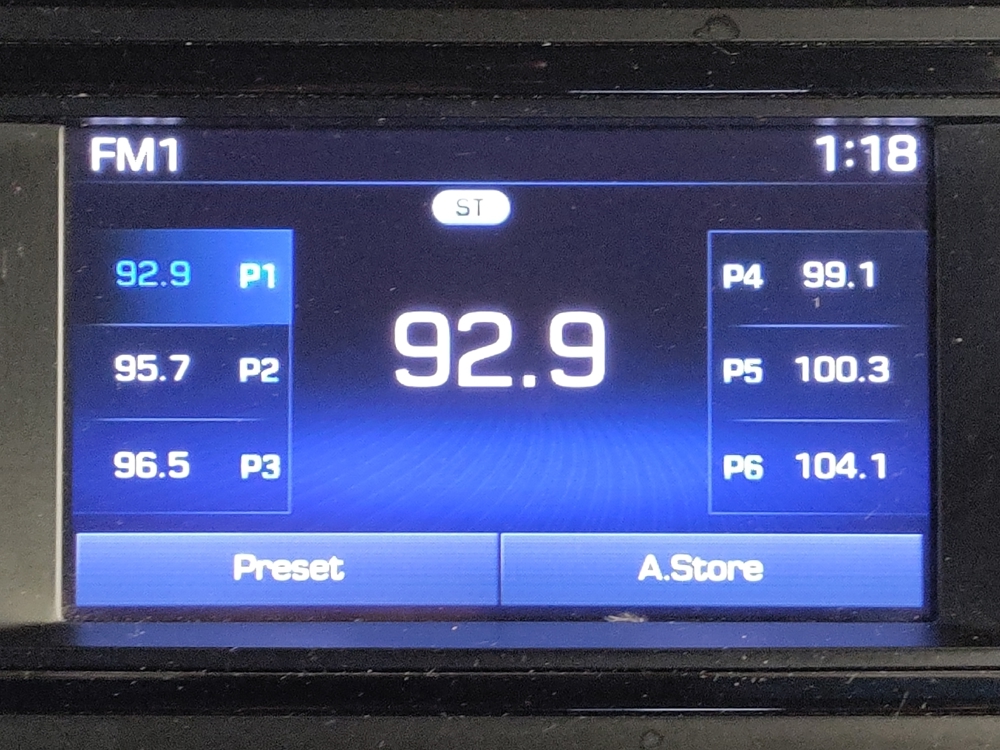 FM1 1:18
ST
92.9 P1
95.7 P2
96.5 P3
92.9
P4 99.1
P5 100.3
P6 104.1
Preset A.Store